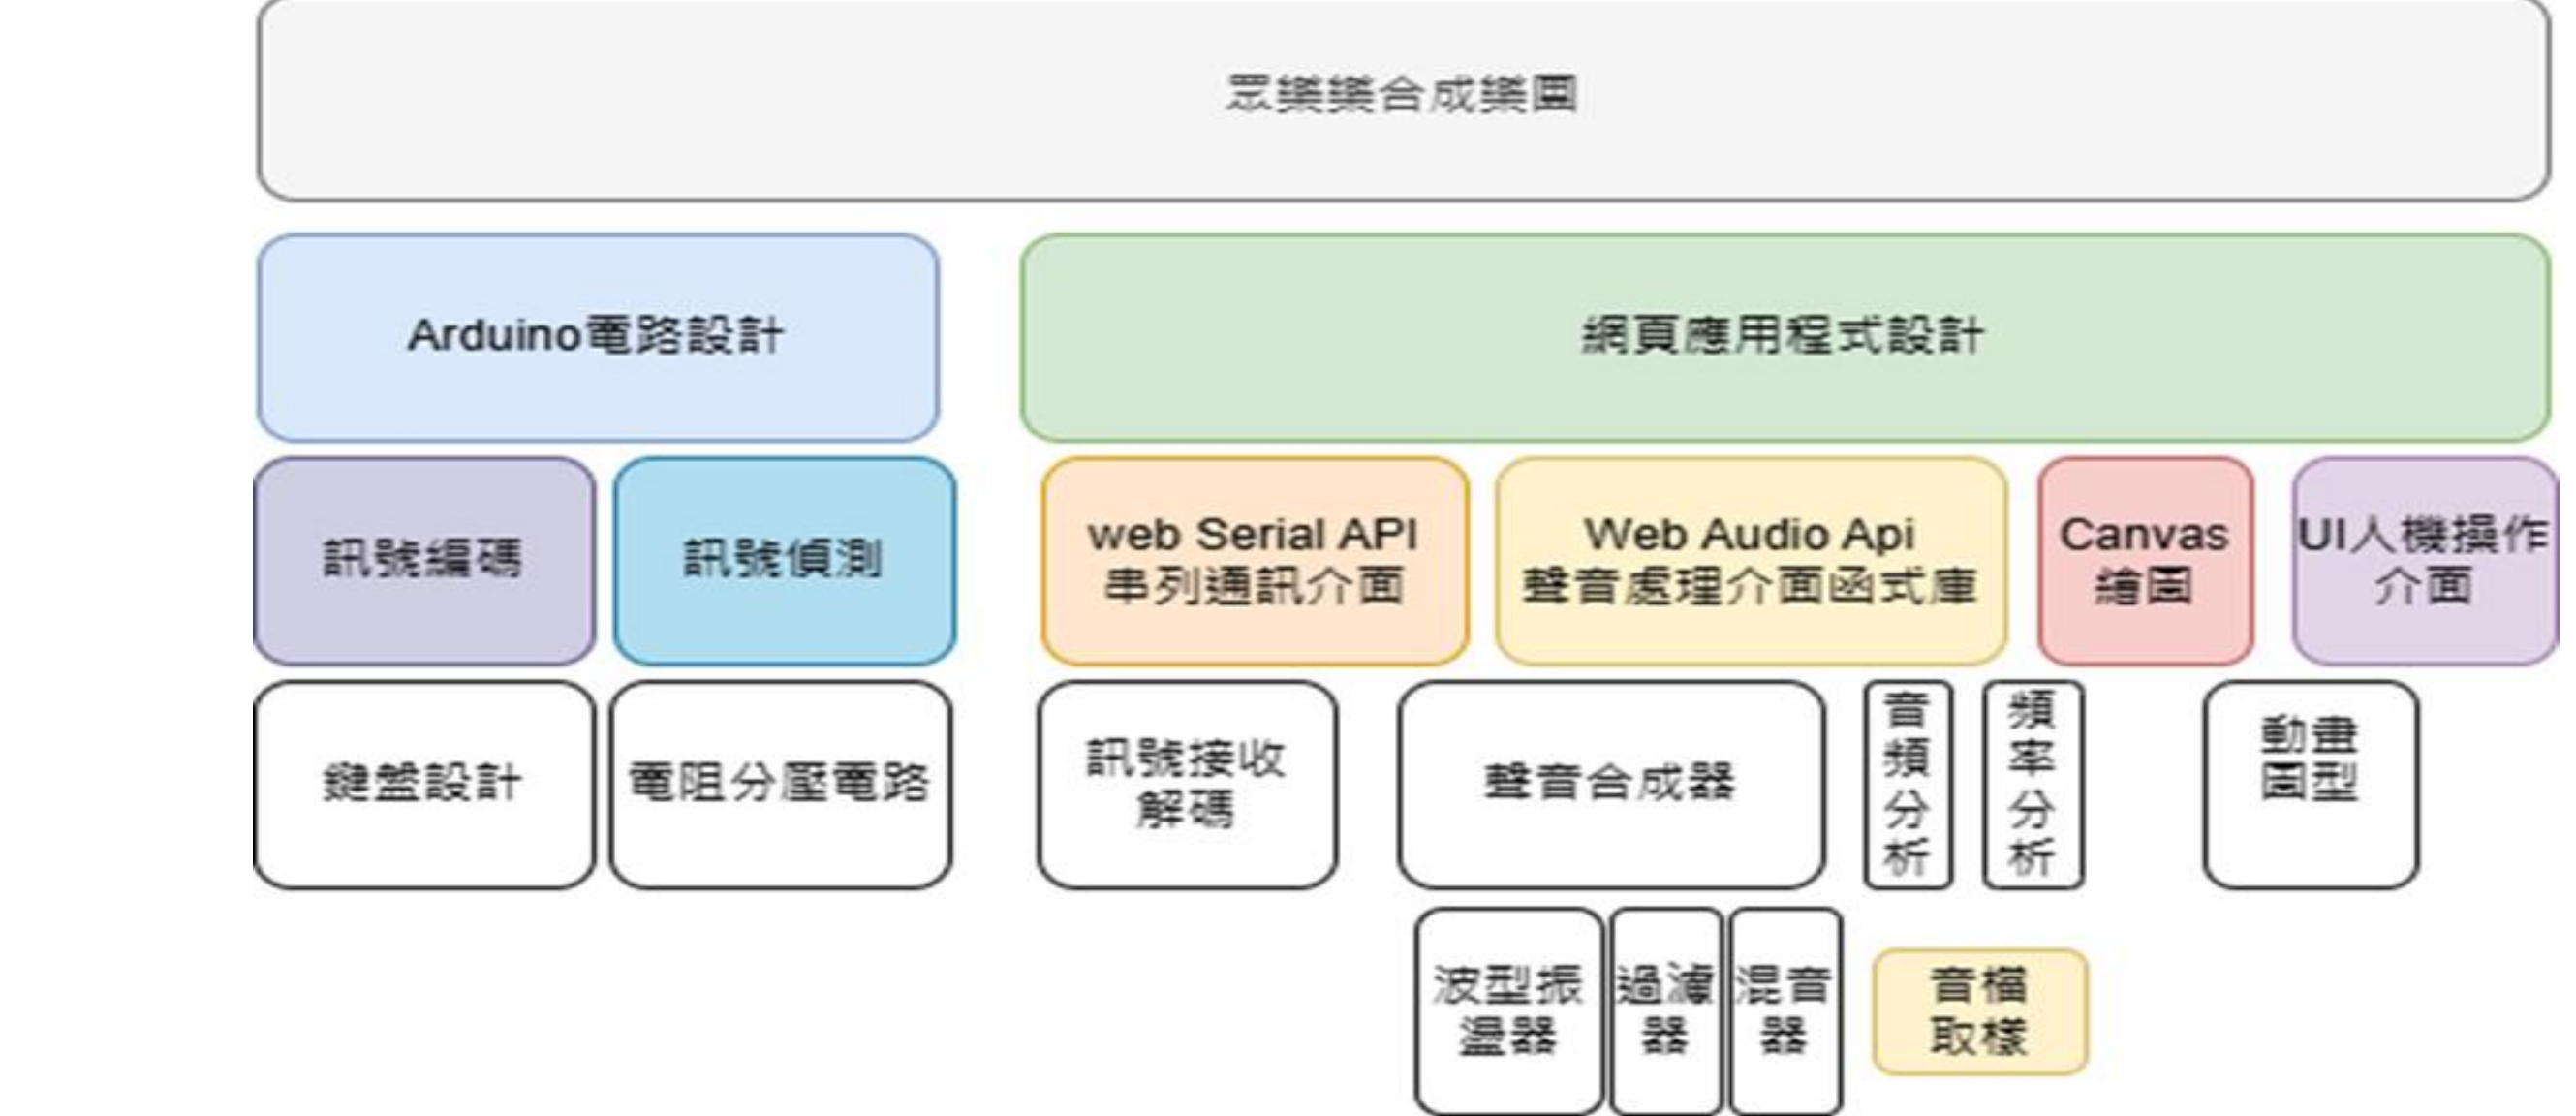 眾樂樂合成樂園
Arduino電路設計
網頁應用程式設計
訊號編碼
訊號偵測
web Serial API
串列通訊介面
Web Audio Api
聲音處理介面函式庫
Canvas
繪圖
UI人機操作
介面
鍵盤設計
電阻分壓電路
訊號接收
解碼
聲音合成器
音
頻
分
析
頻
率
分
析
動畫
圖型
波型振
盪器
過濾
器
混音
器
音檔
取樣